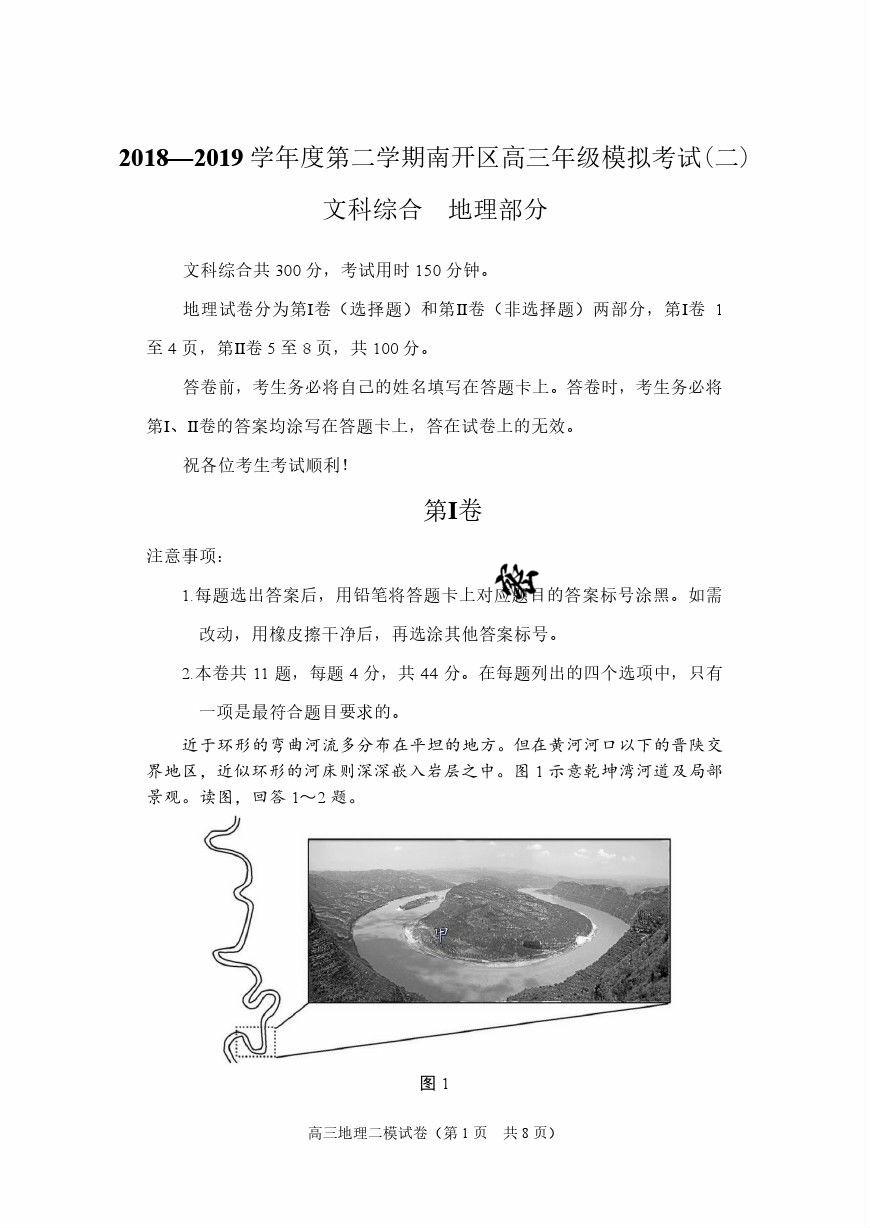 2018—2019 学年度第二学期南开区高三年级模拟考试(二)
文科综合 地理部分
文科综合共 300 分，考试用时 150 分钟。
地理试卷分为第Ⅰ卷（选择题）和第Ⅱ卷（非选择题）两部分，第Ⅰ卷 1
至 4 页，第Ⅱ卷 5 至 8 页，共 100 分。
答卷前，考生务必将自己的姓名填写在答题卡上。答卷时，考生务必将
第Ⅰ、Ⅱ卷的答案均涂写在答题卡上，答在试卷上的无效。
祝各位考生考试顺利！
第Ⅰ卷
注意事项：
1.每题选出答案后，用铅笔将答题卡上对应题目的答案标号涂黑。如需
改动，用橡皮擦干净后，再选涂其他答案标号。
2.本卷共 11 题，每题 4 分，共 44 分。在每题列出的四个选项中，只有
一项是最符合题目要求的。
近于环形的弯曲河流多分布在平坦的地方。但在黄河河口以下的晋陕交
界地区，近似环形的河床则深深嵌入岩层之中。图 1 示意乾坤湾河道及局部
景观。读图，回答 1～2 题。
甲
图 1
高三地理二模试卷（第 1 页 共 8 页）